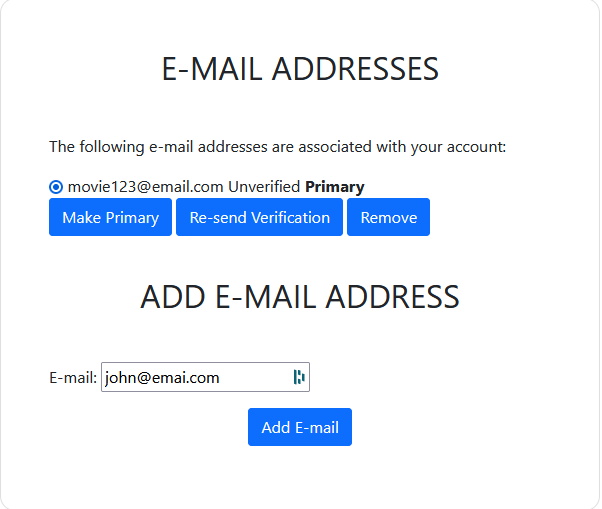 E-MAIL ADDRESSES
The following e-mail addresses are associated with your account:
movie123@email.com Unverified Primary
Make Primary Re-send Verification Remove
ADD E-MAIL ADDRESS
E-mail: john@emai.com
Add E-mail